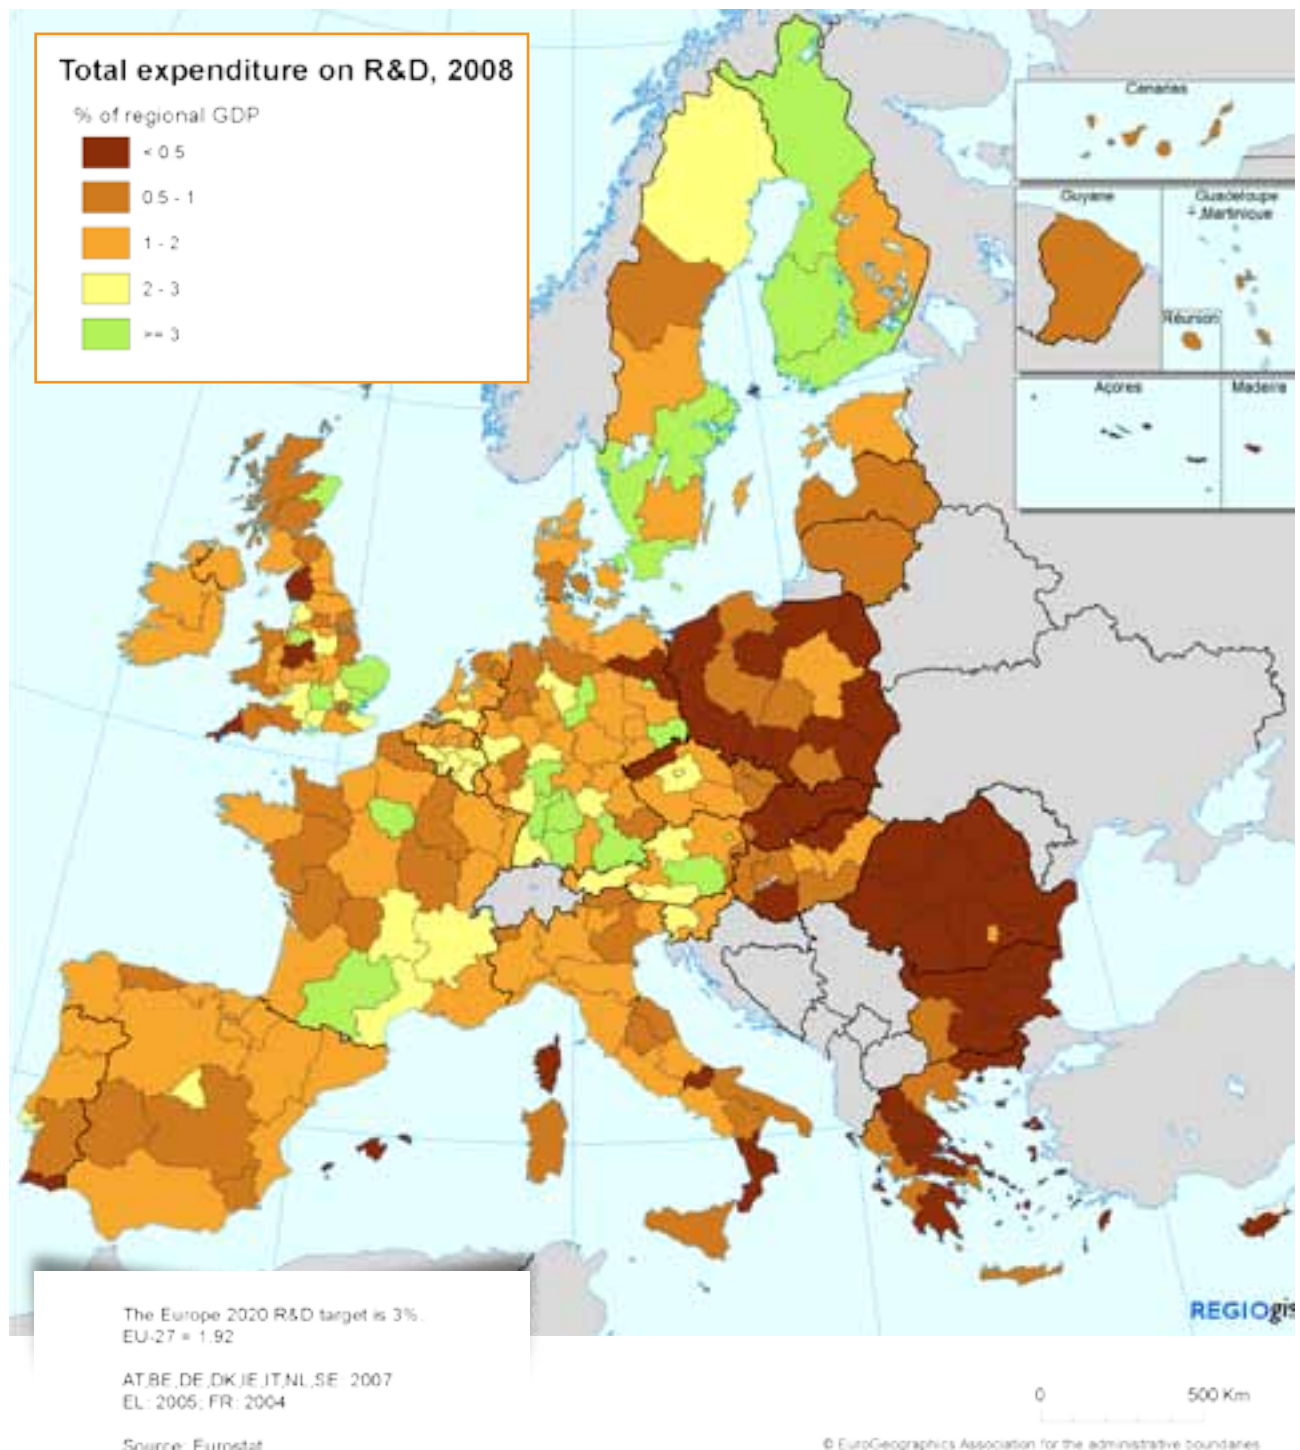 Total expenditure on R&D, 2008
% of regional GDP
< 0.5
0.5 - 1
1 - 2
2 - 3
>= 3
Canarias
Guyane
Guadeloupe
Martinique
Réunion
Açores
Madeira
REGIOgis
The Europe 2020 R&D target is 3%.
EU-27 = 1.92
AT,BE,DE,DK,IE,IT,NL,SE: 2007
EL: 2005; FR: 2004
Source: Eurostat
0 500 Km
© EuroGeographics Association for the administrative boundaries